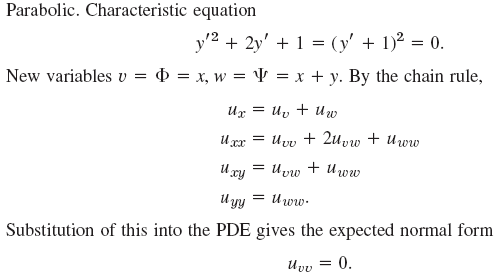 Parabolic. Characteristic equation
y'² + 2y' + 1 = (y' + 1)² = 0.
New variables v = Φ = x, w = Ψ = x + y. By the chain rule,
uₓ = u_v + u_w
u_xx = u_vv + 2u_vw + u_ww
u_xy = u_vw + u_ww
u_yy = u_ww.
Substitution of this into the PDE gives the expected normal form
u_vv = 0.